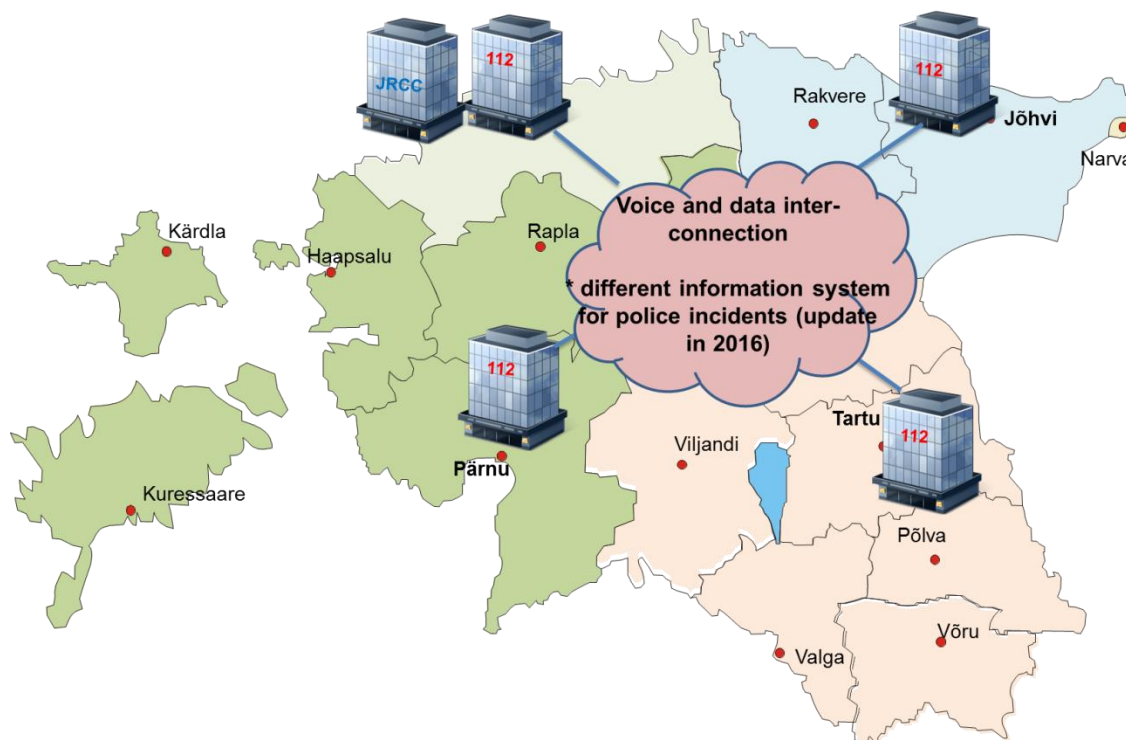 JRCC
112
112
Rakvere
Jõhvi
Narva
Voice and data inter-
connection
Kärdla
Rapla
Haapsalu
* different information system
for police incidents (update
in 2016)
112
Tartu
112
Viljandi
Pärnu
Kuressaare
Põlva
Võru
Valga